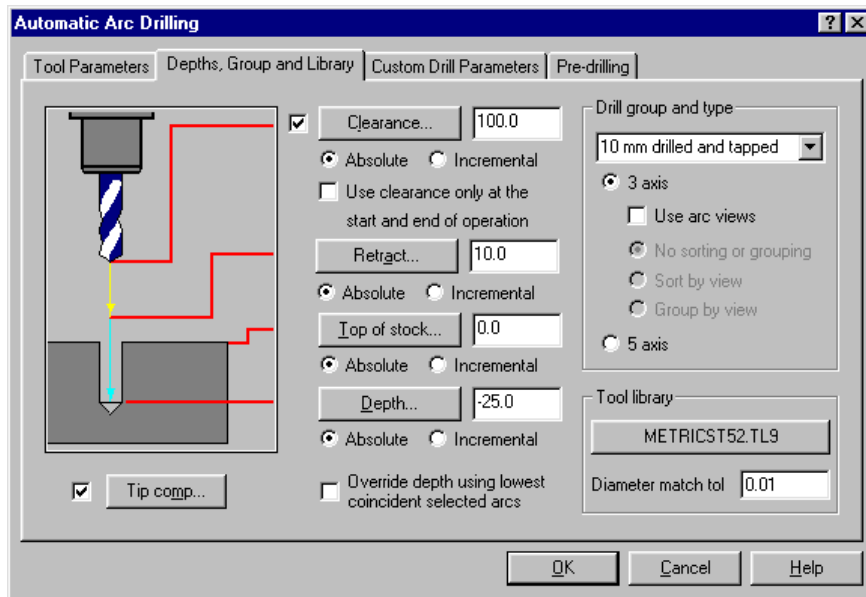 Automatic Arc Drilling
Tool Parameters Depths, Group and Library Custom Drill Parameters Pre-drilling
Clearance... 100.0
Absolute Incremental
Use clearance only at the
start and end of operation
Retract... 10.0
Absolute Incremental
Top of stock... 0.0
Absolute Incremental
Depth... -25.0
Absolute Incremental
Tip comp...
Override depth using lowest
coincident selected arcs
Drill group and type
10 mm drilled and tapped
3 axis
Use arc views
No sorting or grouping
Sort by view
Group by view
5 axis
Tool library
METRICST52.TL9
Diameter match tol 0.01
OK Cancel Help